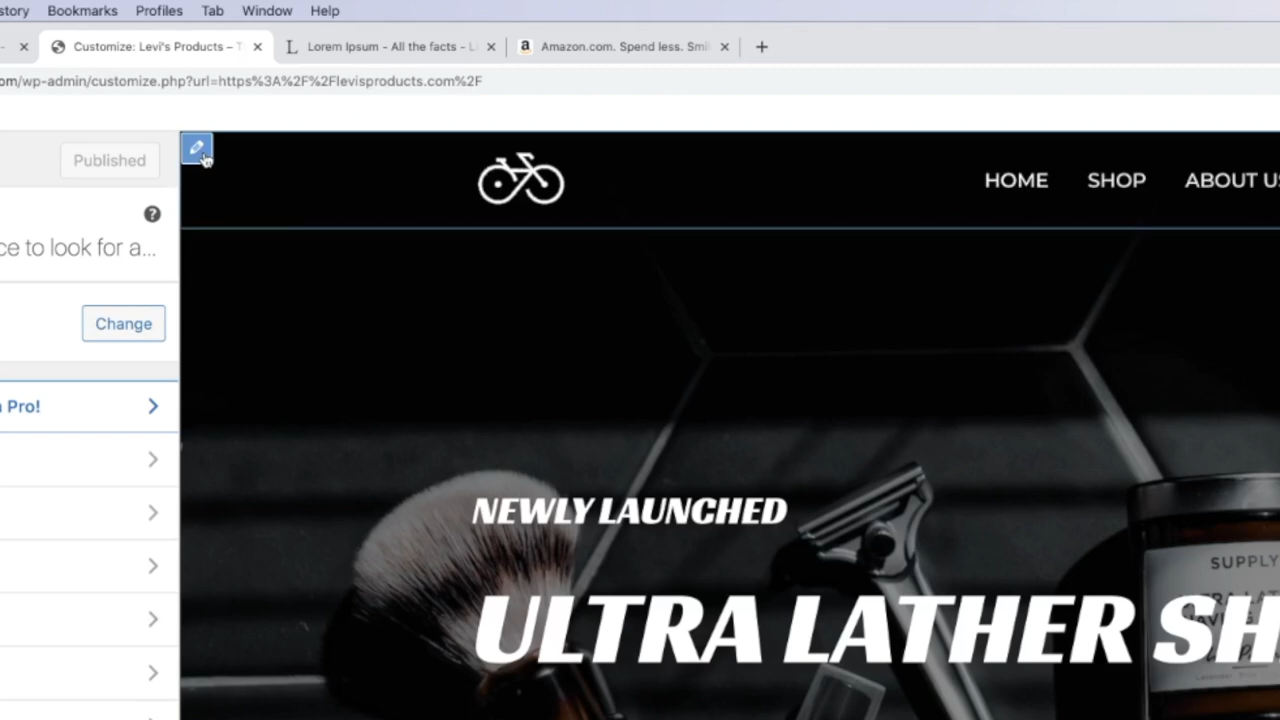 story Bookmarks Profiles Tab Window Help
Customize: Levi's Products – T Lorem Ipsum - All the facts - L Amazon.com. Spend less. Smi
om/wp-admin/customize.php?url=https%3A%2F%2Flevisproducts.com%2F
Published
HOME SHOP ABOUT US
ce to look for a...
Change
Pro!
NEWLY LAUNCHED
SUPPLY
ULTRA LATHER SH